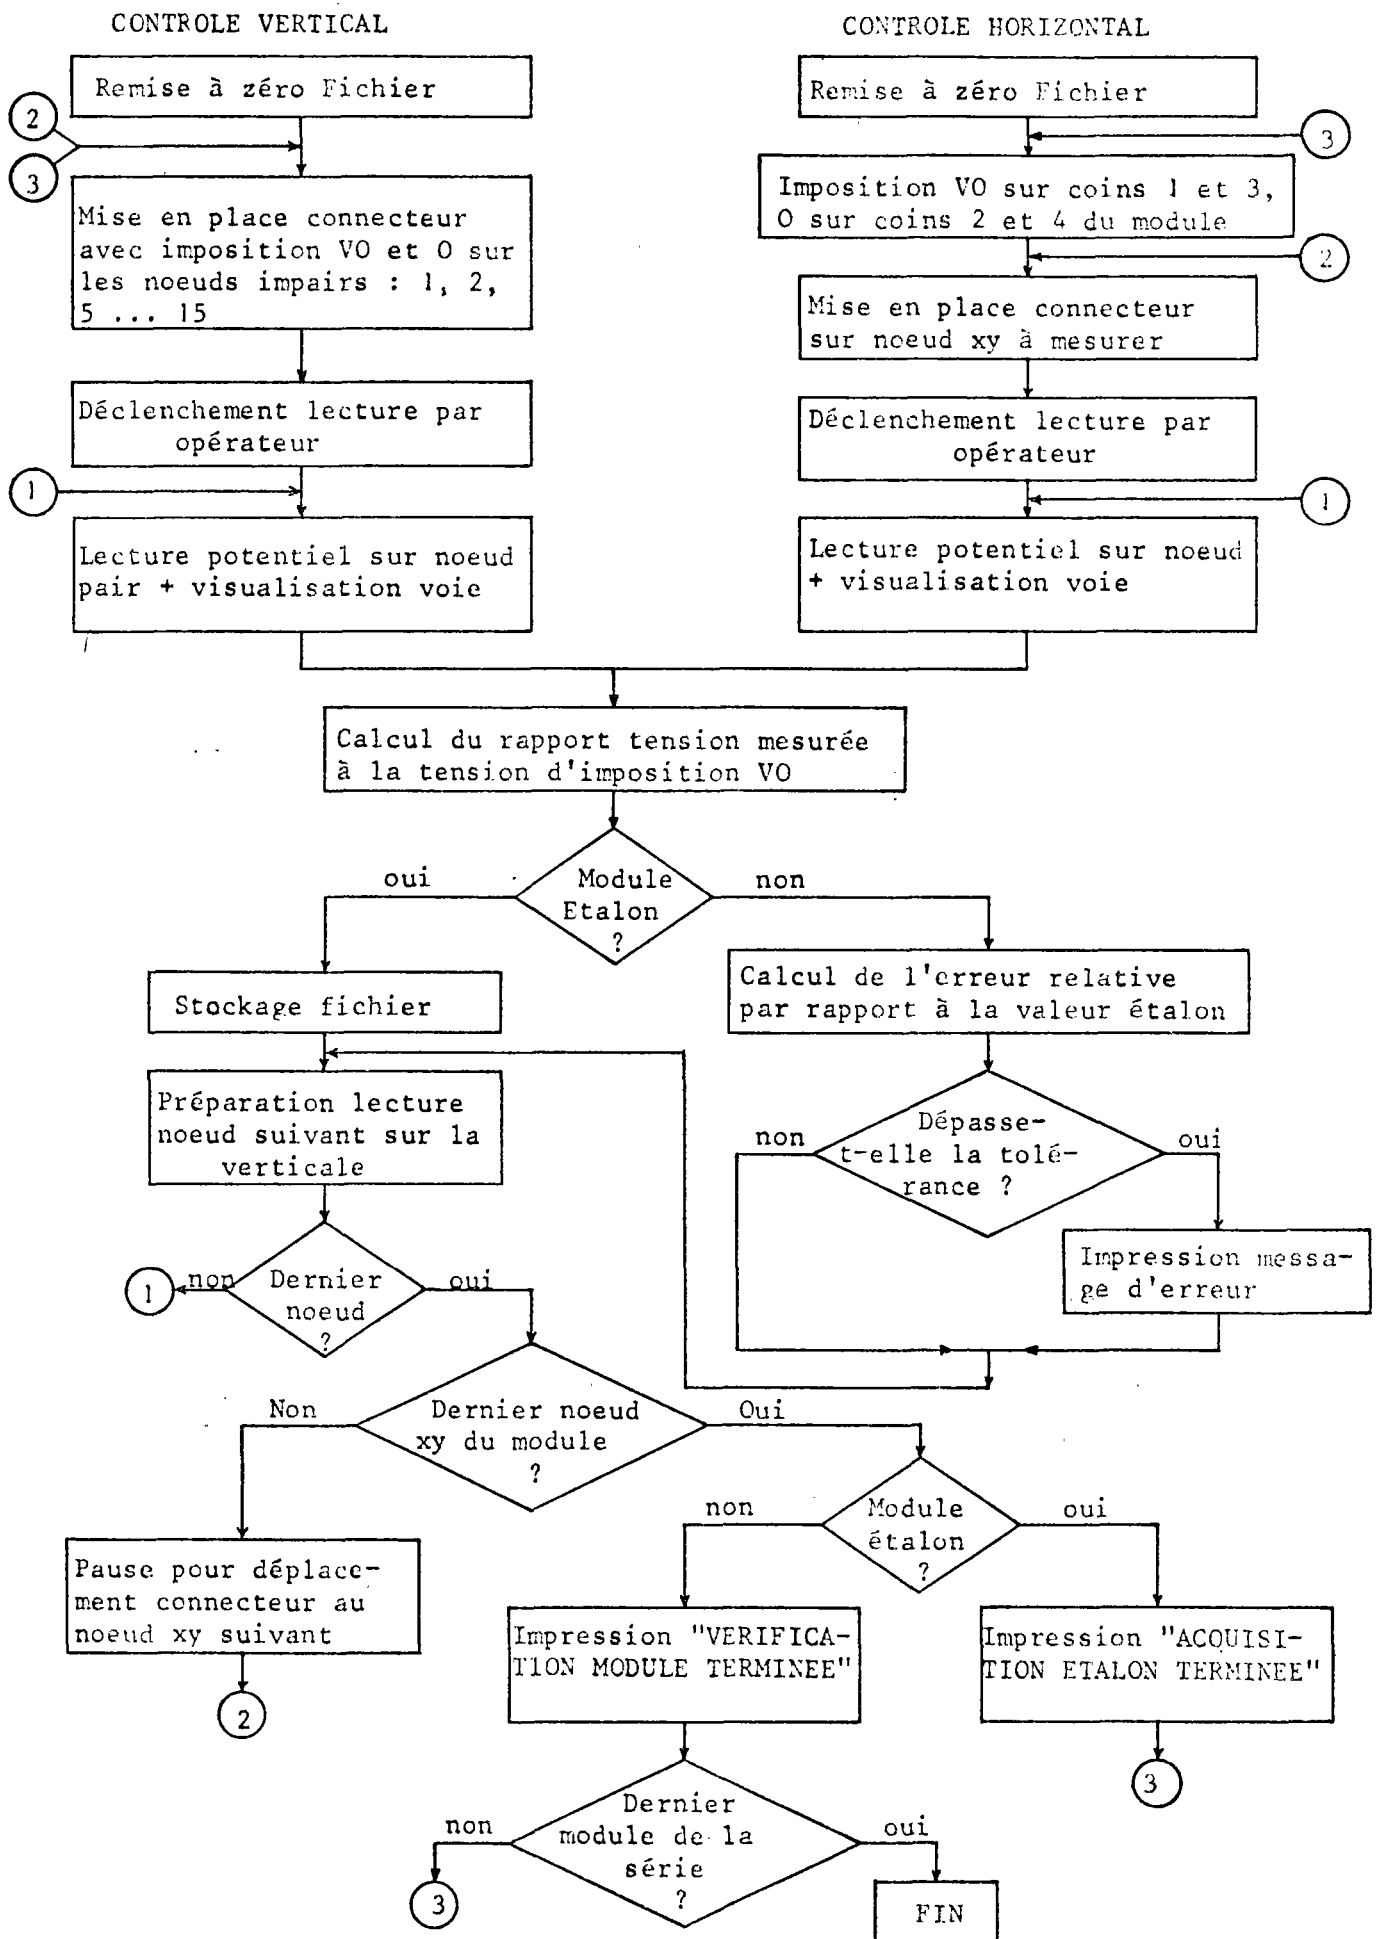 CONTROLE VERTICAL
Remise à zéro Fichier
2
3
Mise en place connecteur
avec imposition VO et O sur
les noeuds impairs : 1, 2,
5 ... 15
Déclenchement lecture par
opérateur
1
Lecture potentiel sur noeud
pair + visualisation voie
CONTROLE HORIZONTAL
Remise à zéro Fichier
3
Imposition VO sur coins 1 et 3,
O sur coins 2 et 4 du module
2
Mise en place connecteur
sur noeud xy à mesurer
Déclenchement lecture par
opérateur
1
Lecture potentiel sur noeud
+ visualisation voie
Calcul du rapport tension mesurée
à la tension d'imposition VO
oui
Module
Etalon
?
non
Stockage fichier
Calcul de l'erreur relative
par rapport à la valeur étalon
Préparation lecture
noeud suivant sur la
verticale
non
Dépasse-
t-elle la tolé-
rance ?
oui
Impression messa-
ge d'erreur
1
non
Dernier
noeud
?
oui
Non
Dernier noeud
xy du module
?
Oui
non
Module
étalon
?
oui
Pause pour déplace-
ment connecteur au
noeud xy suivant
2
Impression "VERIFICA-
TION MODULE TERMINEE"
Impression "ACQUISI-
TION ETALON TERMINEE"
3
non
Dernier
module de la
série
?
oui
3
FIN